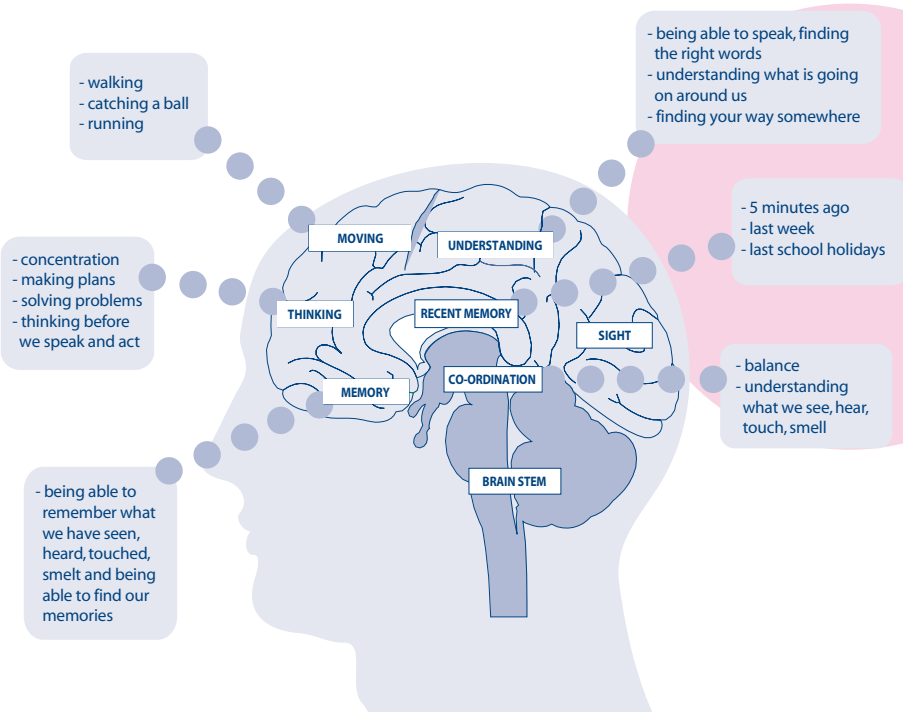 - walking
- catching a ball
- running
- being able to speak, finding
the right words
- understanding what is going
on around us
- finding your way somewhere
- 5 minutes ago
- last week
- last school holidays
- concentration
- making plans
- solving problems
- thinking before
we speak and act
MOVING
UNDERSTANDING
THINKING
RECENT MEMORY
SIGHT
MEMORY
CO-ORDINATION
BRAIN STEM
- balance
- understanding
what we see, hear,
touch, smell
- being able to
remember what
we have seen,
heard, touched,
smelt and being
able to find our
memories